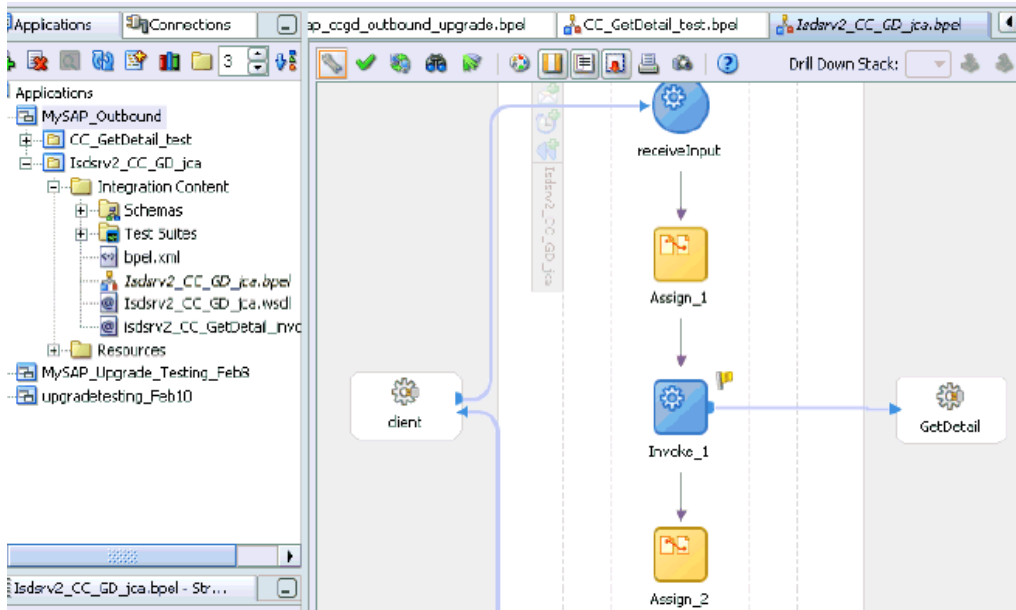 Applications
Connections
ap_ccgd_outbound_upgrade.bpel
CC_GetDetail_test.bpel
Isdsrv2_CC_GD_jca.bpel
3
Drill Down Stack:
Applications
MySAP_Outbound
CC_GetDetail_test
Isdsrv2_CC_GD_jca
Integration Content
Schemas
Test Suites
bpel.xml
Isdsrv2_CC_GD_jca.bpel
Isdsrv2_CC_GD_jca.wsdl
isdsrv2_CC_GetDetail_invo
Resources
MySAP_Upgrade_Testing_Feb8
upgradetesting_Feb10
Isdsrv2_CC_GD_jca.bpel - Str...
Isdsrv2_CC_GD_jca
receiveInput
Assign_1
client
Invoke_1
GetDetail
Assign_2